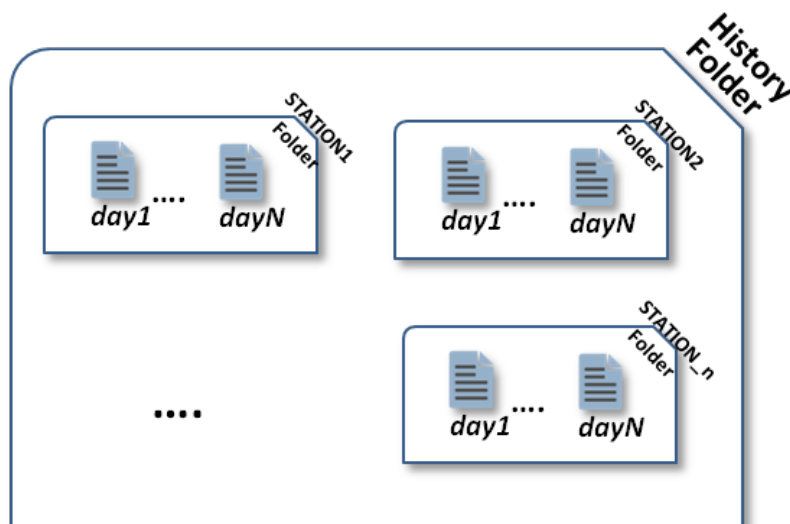 History
Folder
STATION1
Folder
day1 .... dayN
STATION2
Folder
day1 .... dayN
....
STATION_n
Folder
day1 .... dayN